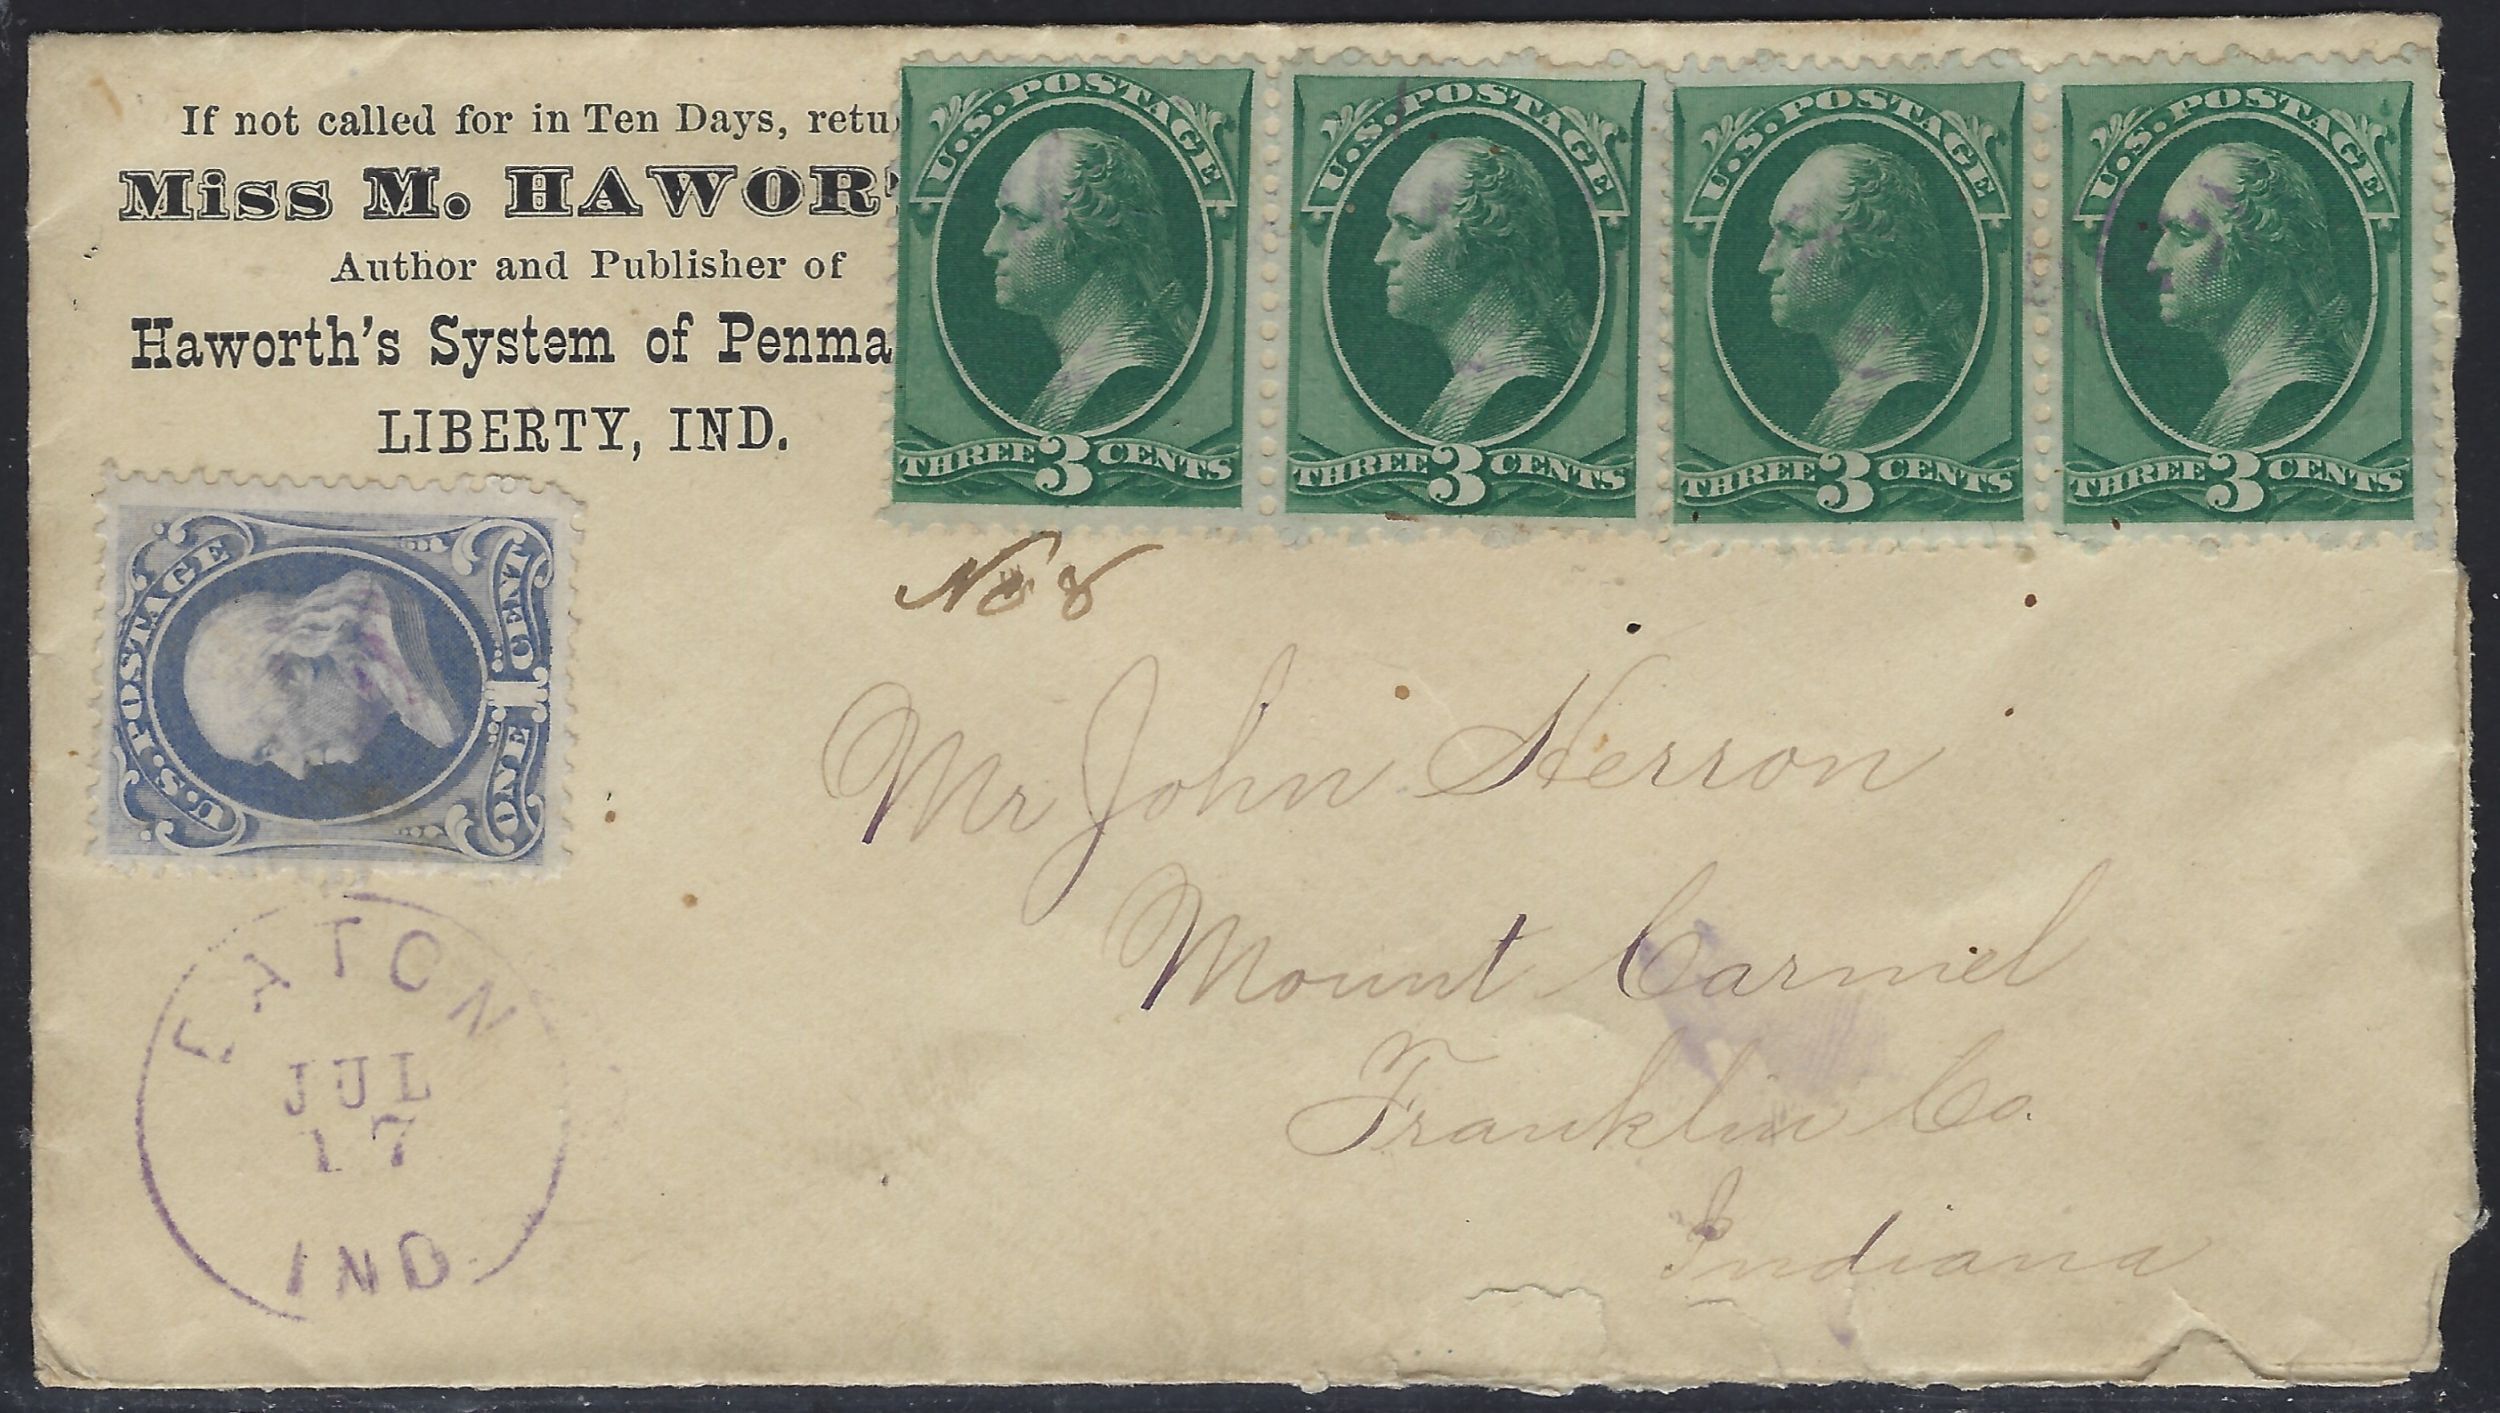 If not called for in Ten Days, retu
Miss M. HAWOR
Author and Publisher of
Haworth's System of Penma
LIBERTY, IND.
U.S. POSTAGE
THREE 3 CENTS
U.S. POSTAGE
THREE 3 CENTS
U.S. POSTAGE
THREE 3 CENTS
U.S. POSTAGE
THREE 3 CENTS
U.S. POSTAGE
ONE 1 CENT
No 8
Mr John Herron
Mount Carmel
Franklin Co.
Indiana
EATON
JUL
17
IND.